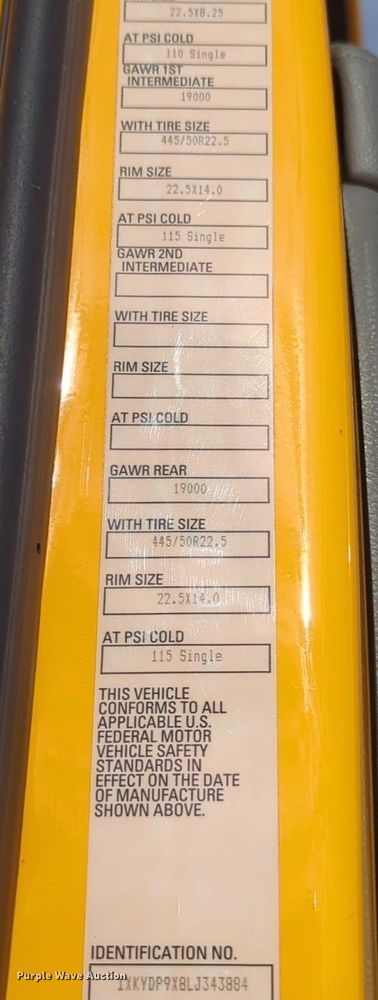 22.5X8.25
AT PSI COLD
110 Single
GAWR 1ST
INTERMEDIATE
19000
WITH TIRE SIZE
445/50R22.5
RIM SIZE
22.5X14.0
AT PSI COLD
115 Single
GAWR 2ND
INTERMEDIATE
WITH TIRE SIZE
RIM SIZE
AT PSI COLD
GAWR REAR
19000
WITH TIRE SIZE
445/50R22.5
RIM SIZE
22.5X14.0
AT PSI COLD
115 Single
THIS VEHICLE
CONFORMS TO ALL
APPLICABLE U.S.
FEDERAL MOTOR
VEHICLE SAFETY
STANDARDS IN
EFFECT ON THE DATE
OF MANUFACTURE
SHOWN ABOVE.
IDENTIFICATION NO.
Purple Wave Auction
1XKYDP9X8LJ343884